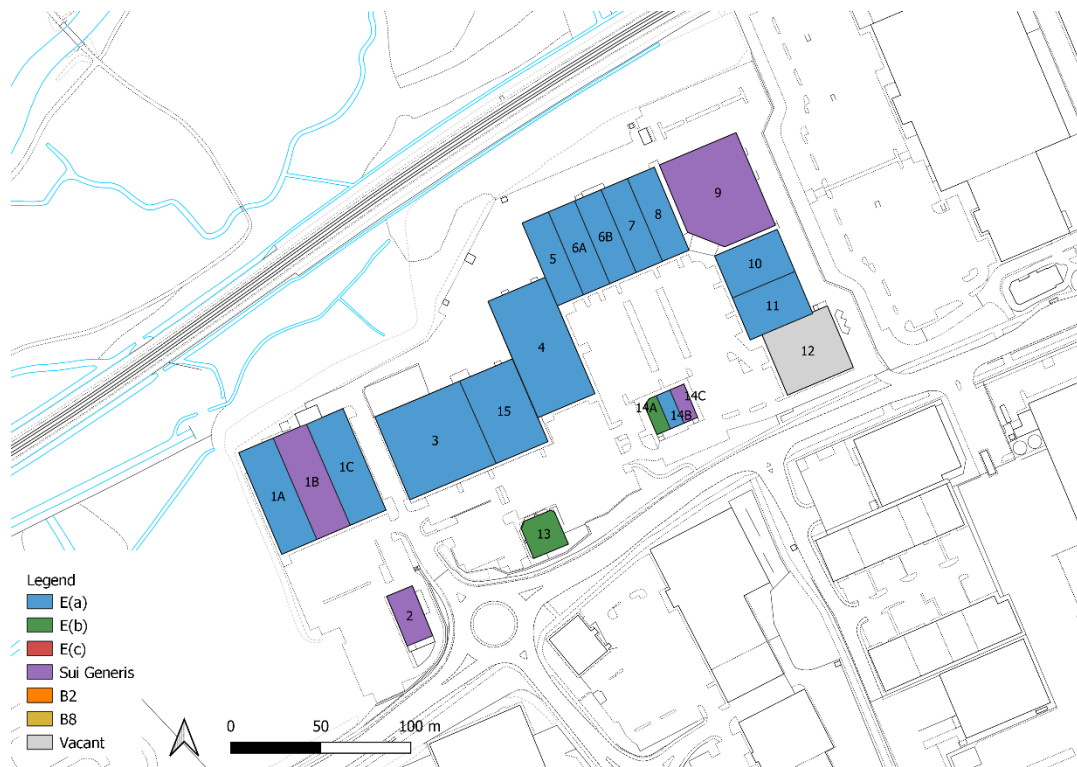 9
8
7
6B
6A
5
10
11
12
4
14C
14A
14B
15
3
1C
1B
1A
13
2
Legend
E(a)
E(b)
E(c)
Sui Generis
B2
B8
Vacant
0 50 100 m